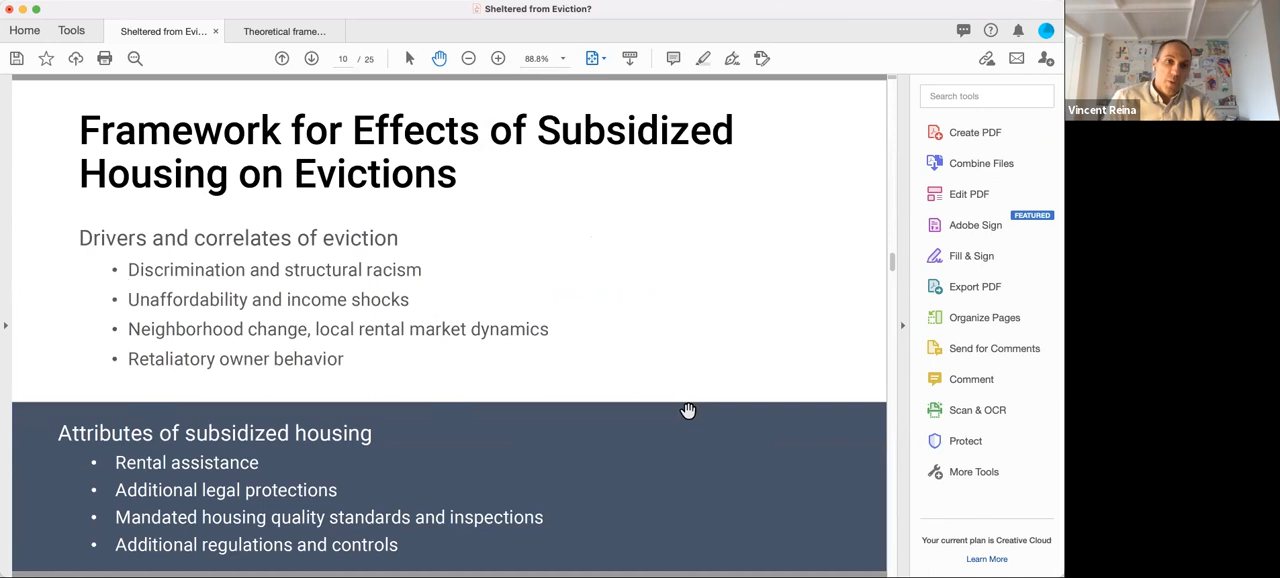 Sheltered from Eviction?
Home Tools Sheltered from Evi... × Theoretical frame...
10 / 25 88.8%
Framework for Effects of Subsidized
Housing on Evictions
Drivers and correlates of eviction
• Discrimination and structural racism
• Unaffordability and income shocks
• Neighborhood change, local rental market dynamics
• Retaliatory owner behavior
Attributes of subsidized housing
• Rental assistance
• Additional legal protections
• Mandated housing quality standards and inspections
• Additional regulations and controls
Search tools
Create PDF
Combine Files
Edit PDF
FEATURED
Adobe Sign
Fill & Sign
Export PDF
Organize Pages
Send for Comments
Comment
Scan & OCR
Protect
More Tools
Your current plan is Creative Cloud
Learn More
Vincent Reina